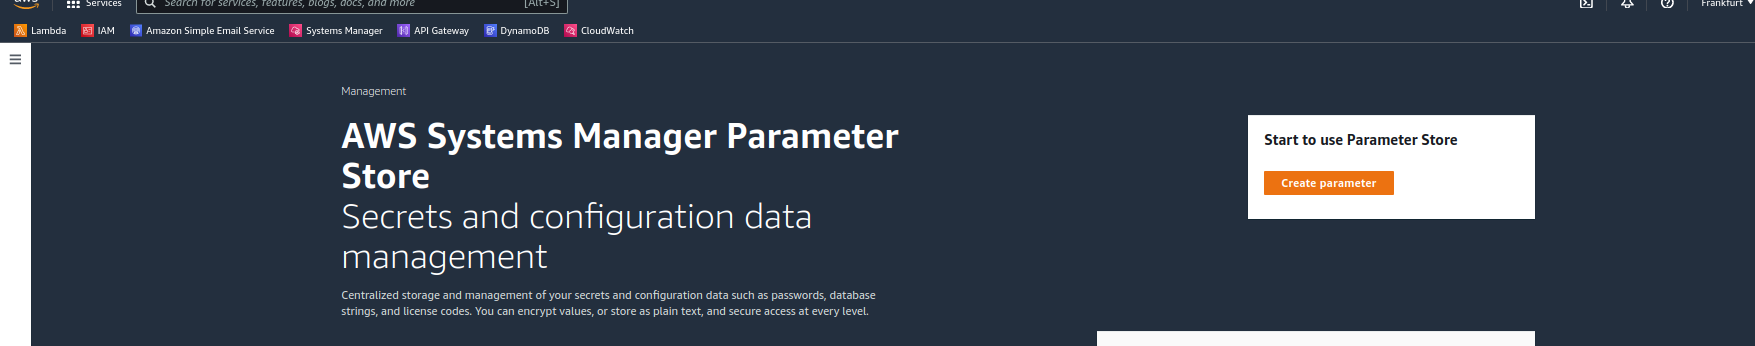 aws Services Search for services, features, blogs, docs, and more [Alt+S] Frankfurt
Lambda IAM Amazon Simple Email Service Systems Manager API Gateway DynamoDB CloudWatch
Management
AWS Systems Manager Parameter
Store
Secrets and configuration data
management
Centralized storage and management of your secrets and configuration data such as passwords, database
strings, and license codes. You can encrypt values, or store as plain text, and secure access at every level.
Start to use Parameter Store
Create parameter